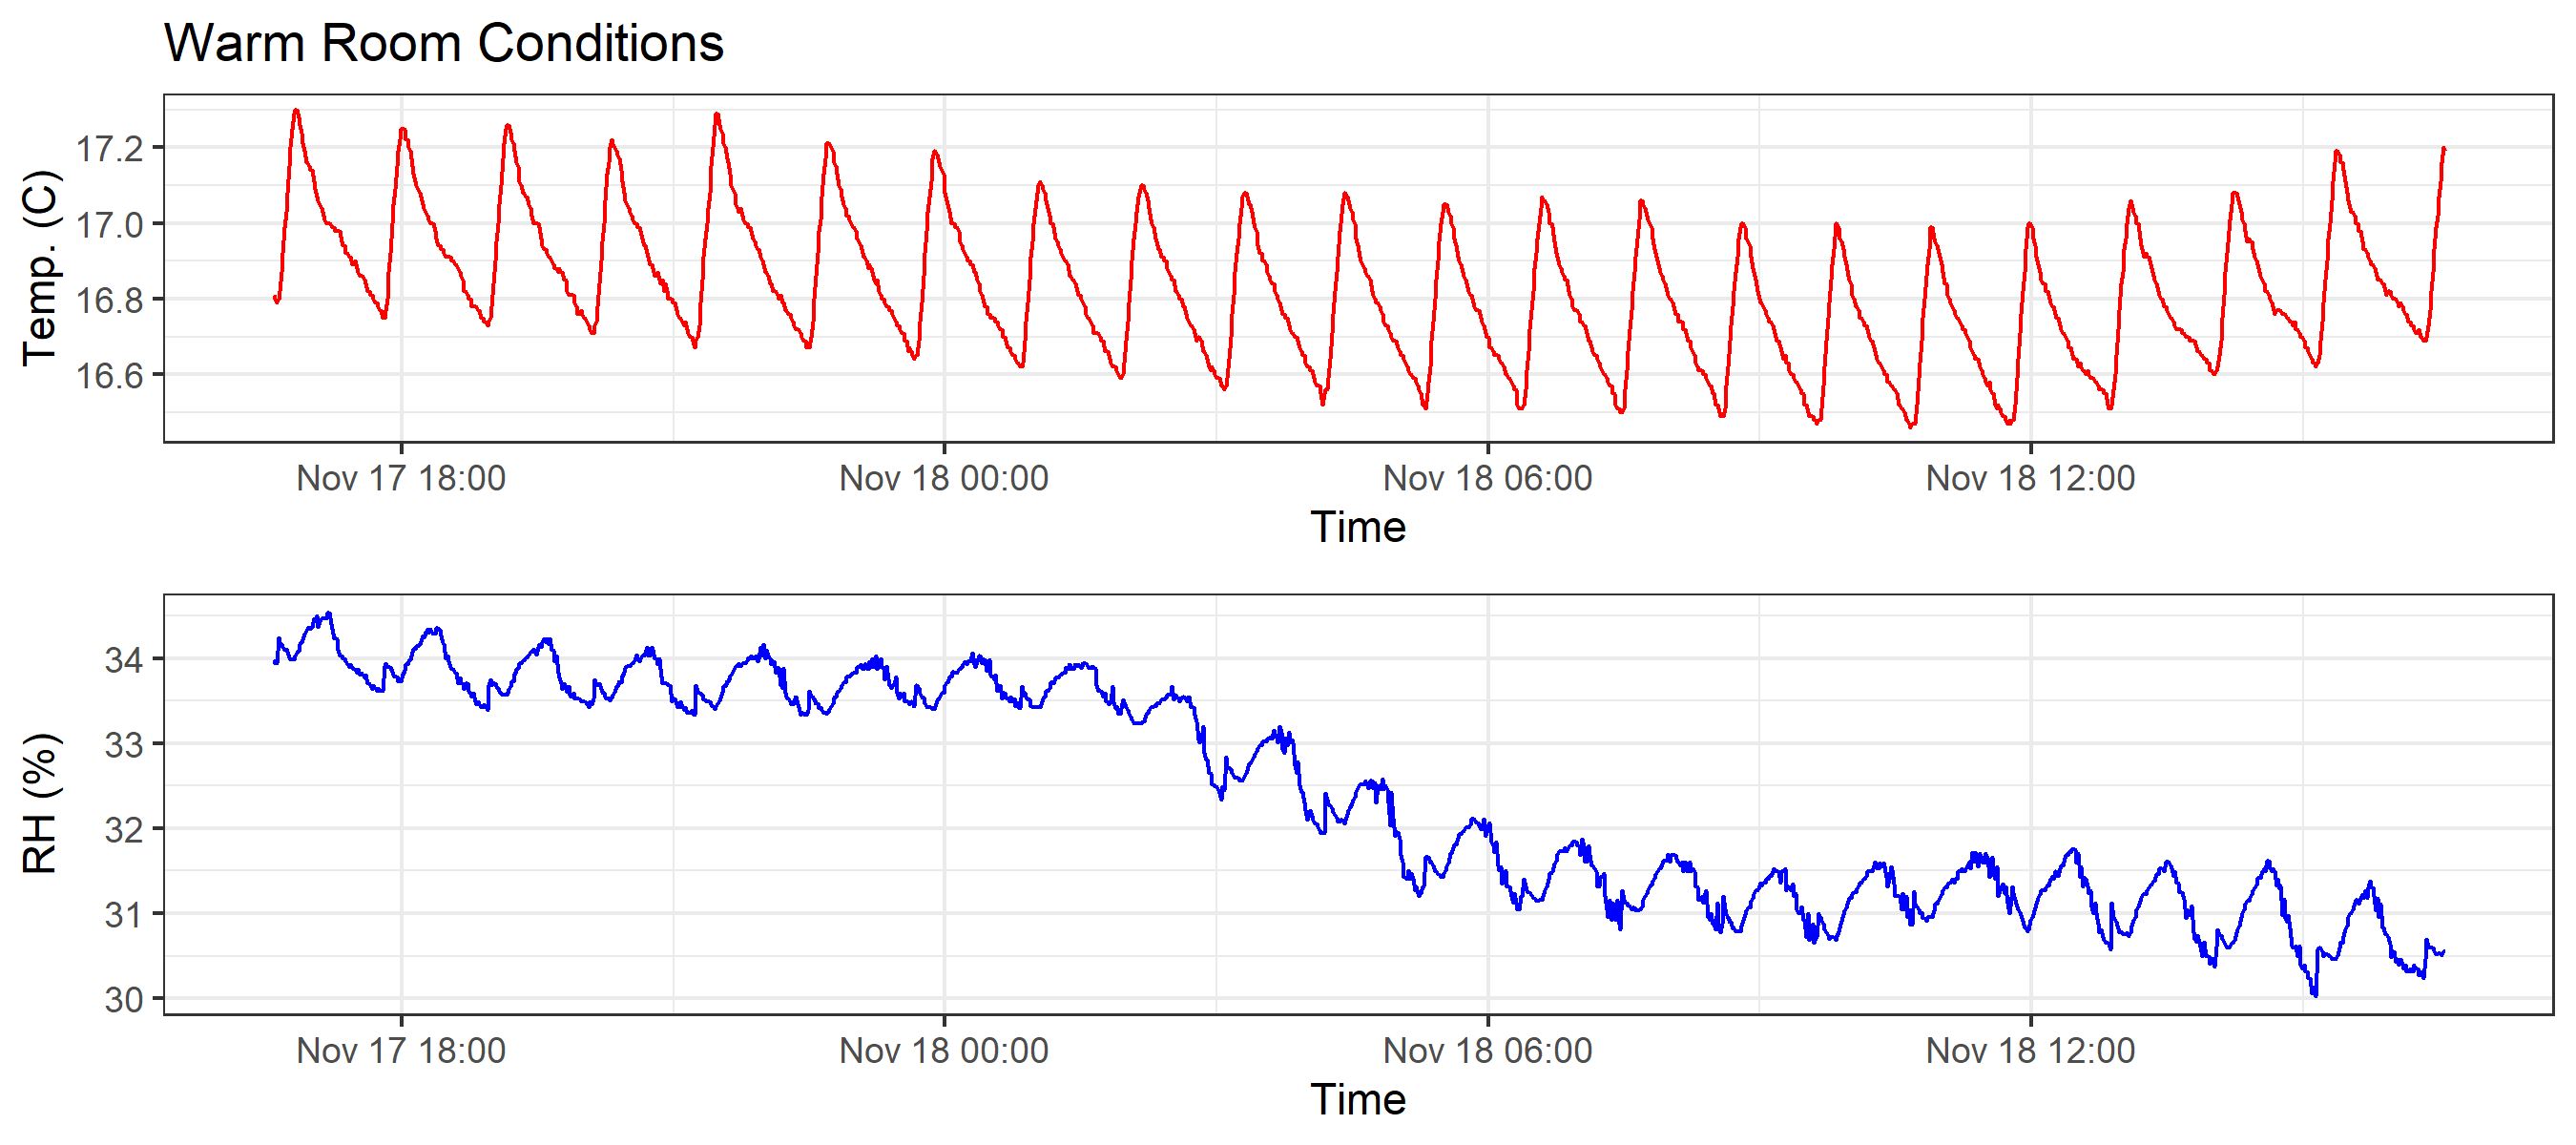 Warm Room Conditions
Temp. (C)
17.2
17.0
16.8
16.6
Nov 17 18:00 Nov 18 00:00 Nov 18 06:00 Nov 18 12:00
Time
RH (%)
34
33
32
31
30
Nov 17 18:00 Nov 18 00:00 Nov 18 06:00 Nov 18 12:00
Time